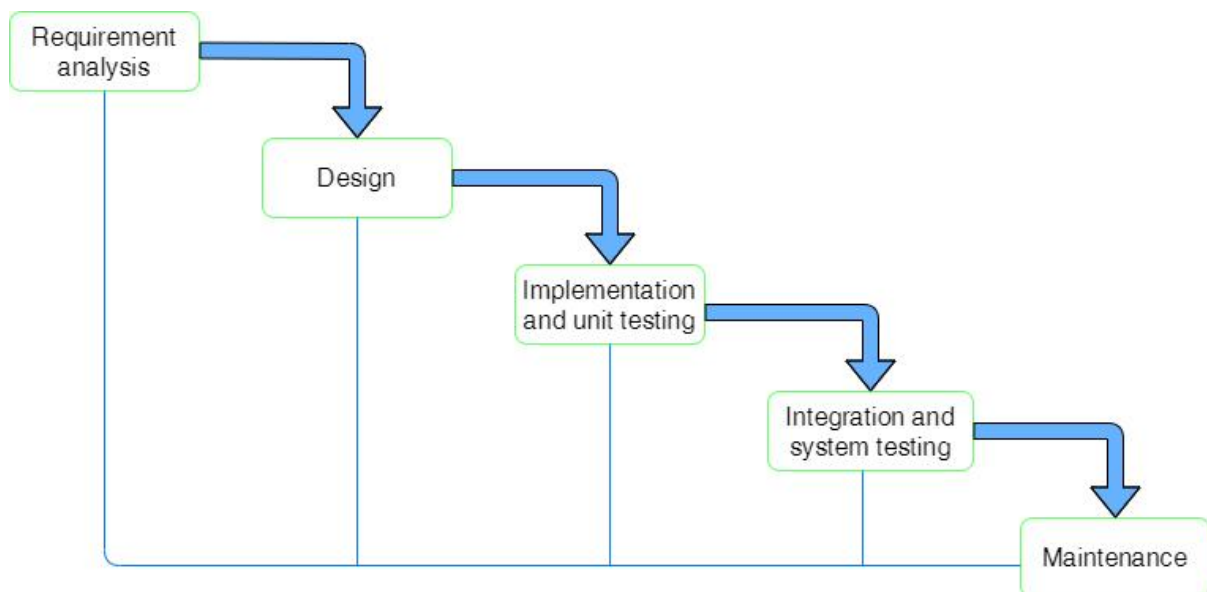 Requirement
analysis
Design
Implementation
and unit testing
Integration and
system testing
Maintenance